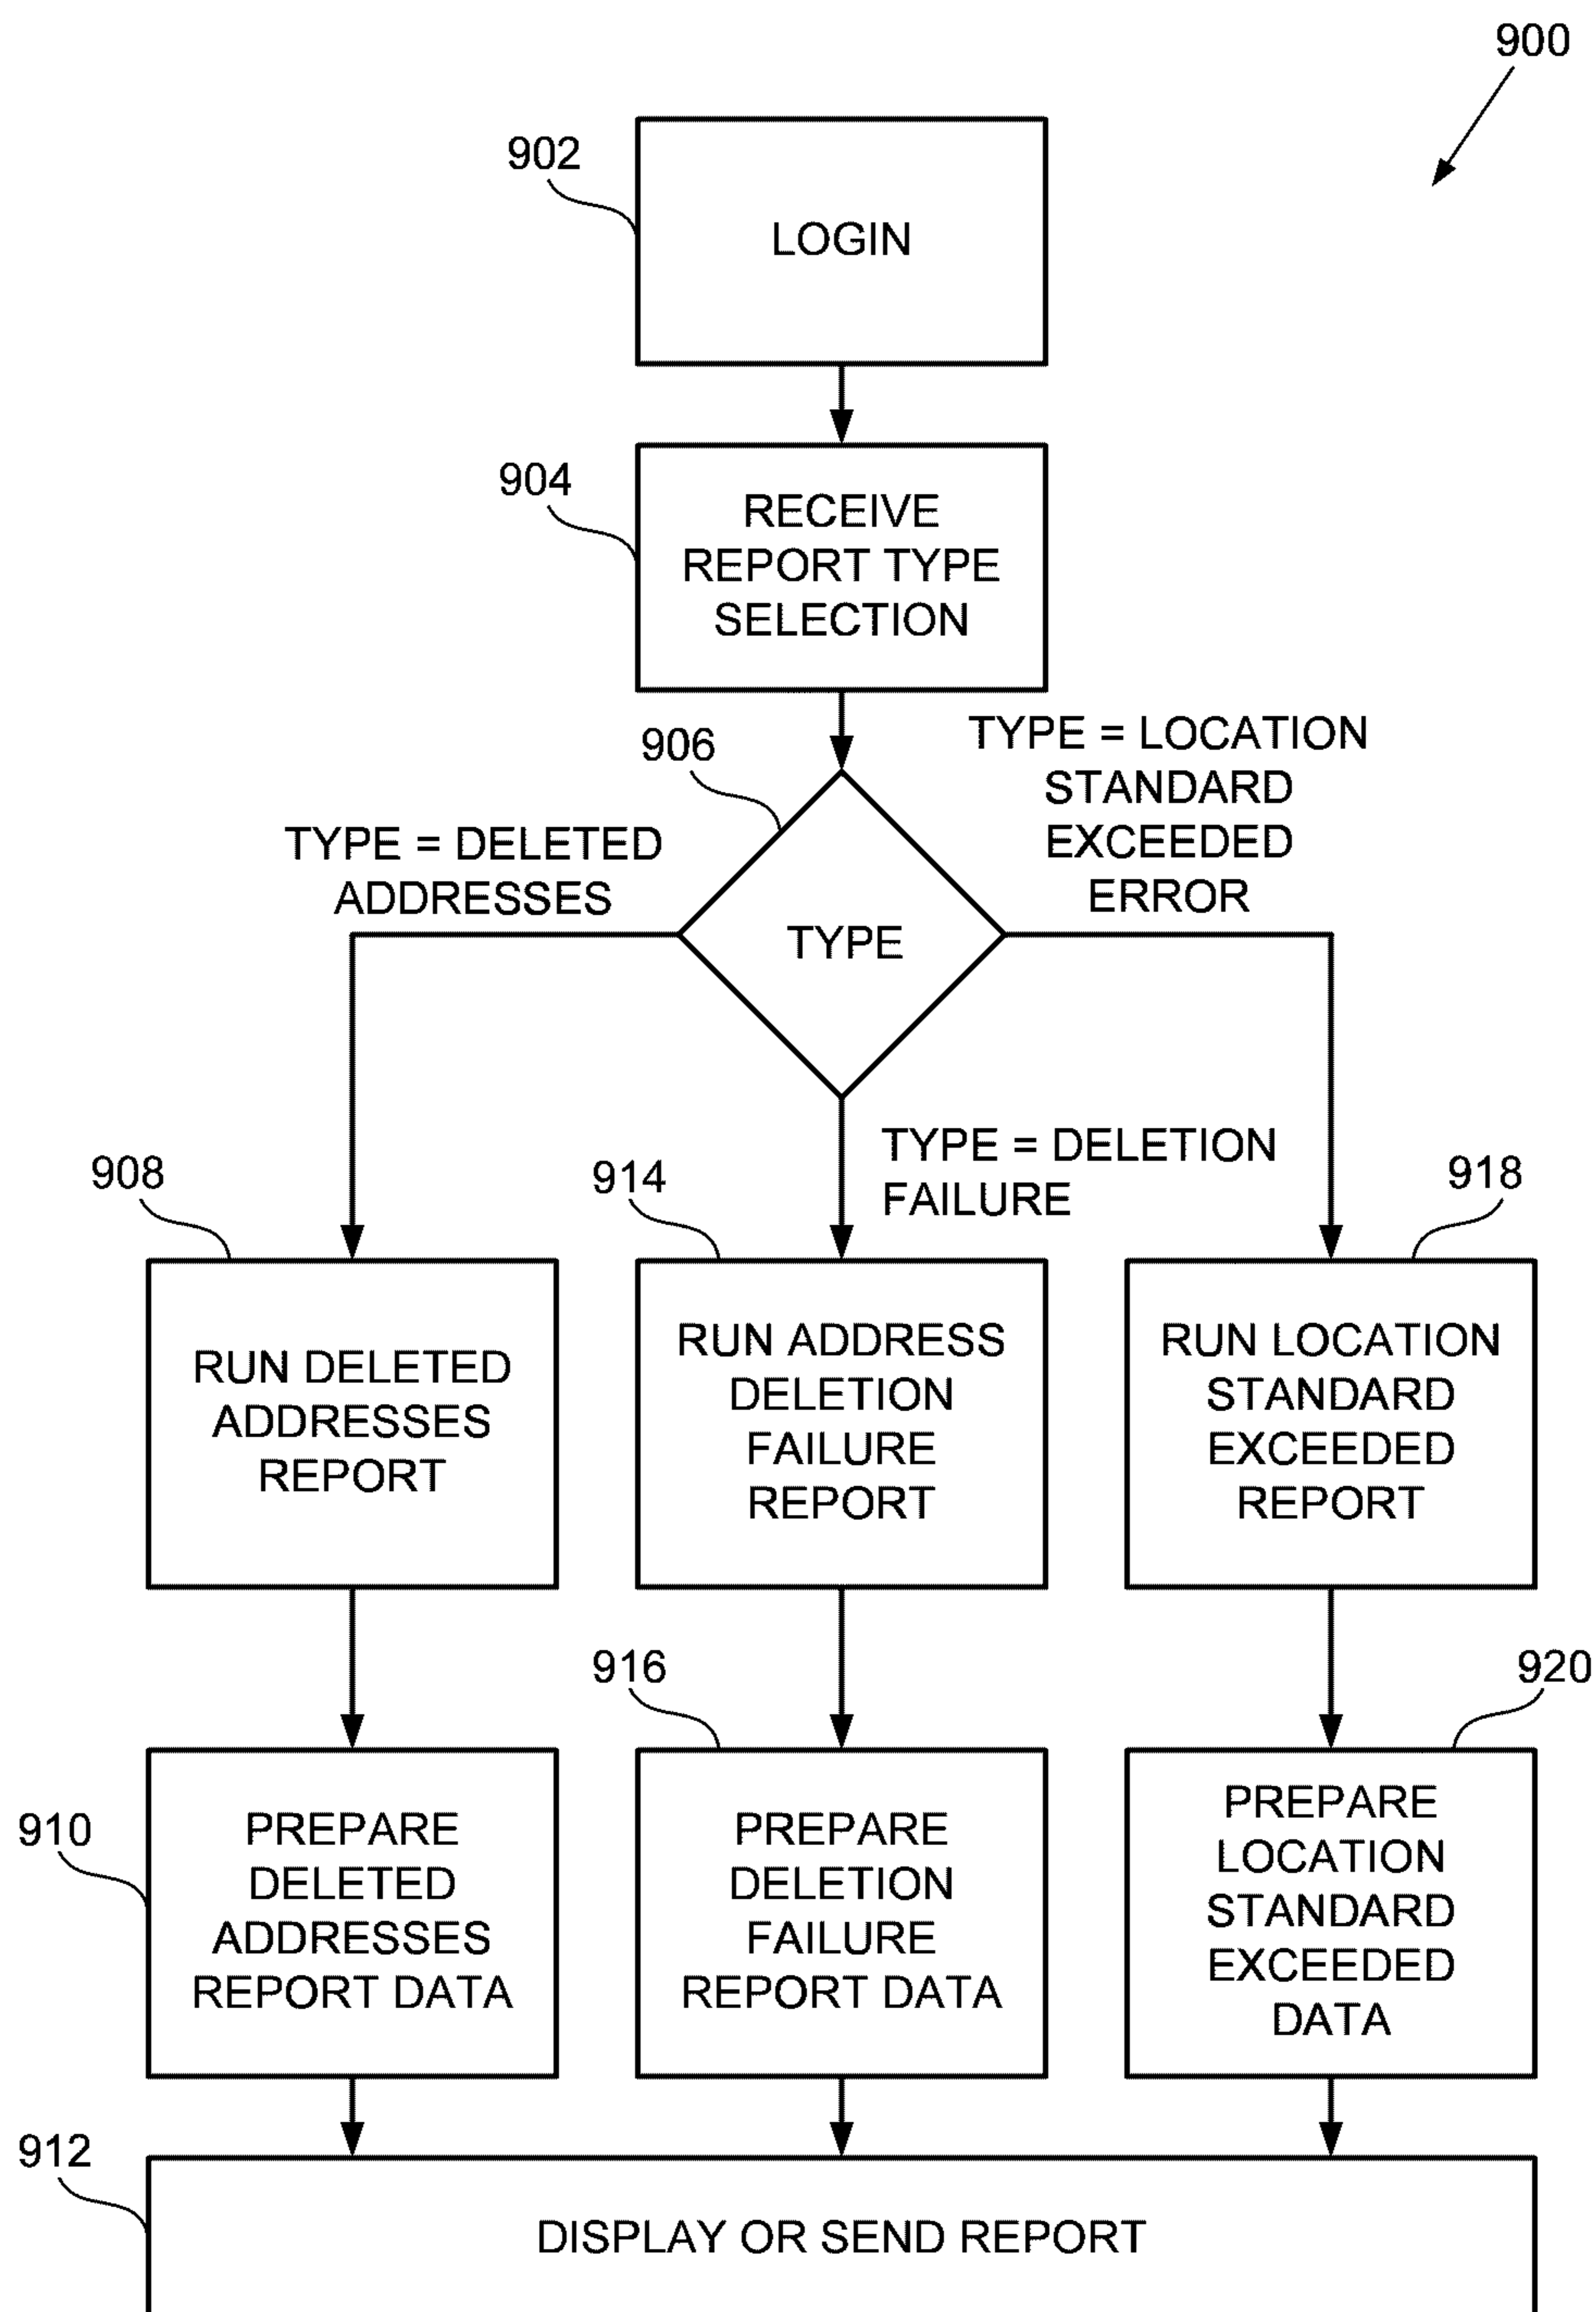 900
902
LOGIN
904
RECEIVE
REPORT TYPE
SELECTION
906
TYPE = LOCATION
STANDARD
EXCEEDED
ERROR
TYPE = DELETED
ADDRESSES
TYPE
TYPE = DELETION
FAILURE
908
914
918
RUN DELETED
ADDRESSES
REPORT
RUN ADDRESS
DELETION
FAILURE
REPORT
RUN LOCATION
STANDARD
EXCEEDED
REPORT
916
920
910
PREPARE
DELETED
ADDRESSES
REPORT DATA
PREPARE
DELETION
FAILURE
REPORT DATA
PREPARE
LOCATION
STANDARD
EXCEEDED
DATA
912
DISPLAY OR SEND REPORT